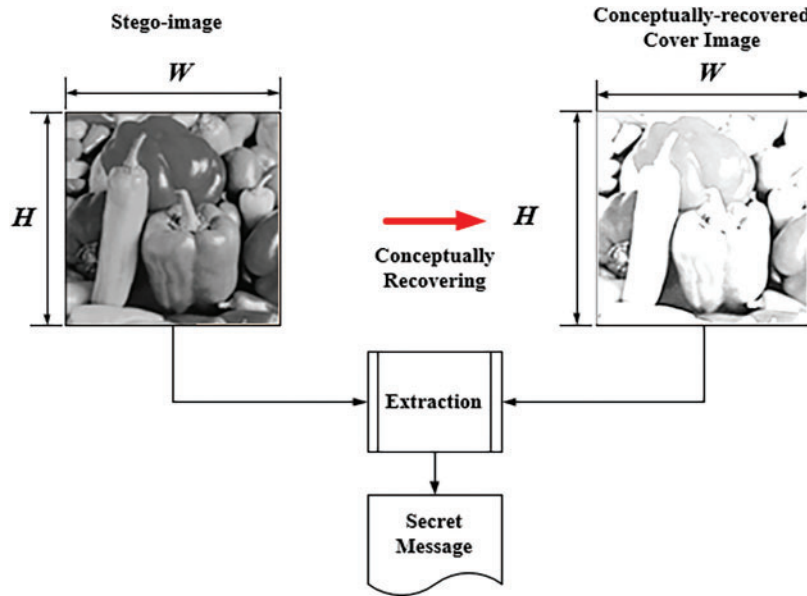 Stego-image
Conceptually-recovered
Cover Image
W
W
H
H
Conceptually
Recovering
Extraction
Secret
Message